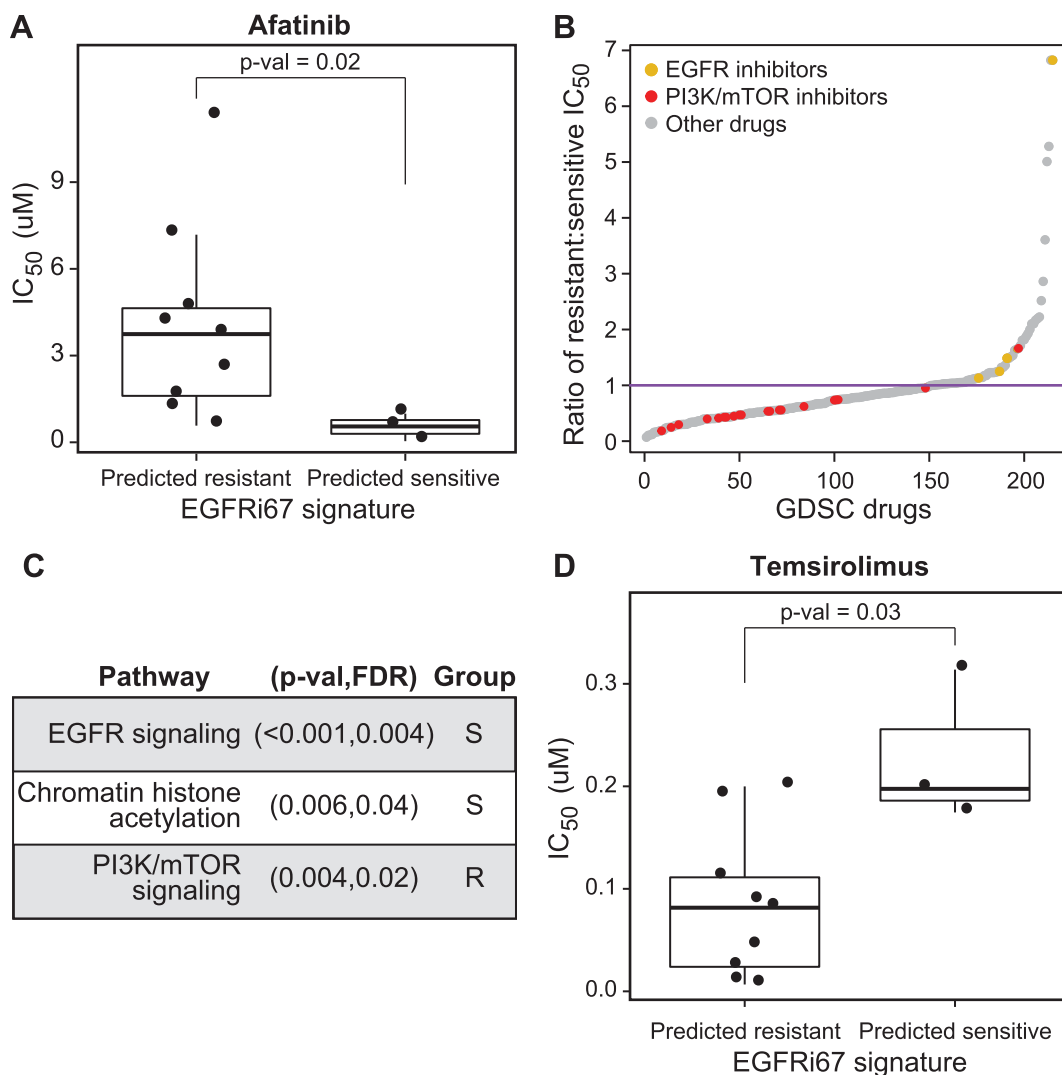 A
Afatinib
p-val = 0.02
9
6
3
0
IC50 (uM)
Predicted resistant
Predicted sensitive
EGFRi67 signature
B
7
6
5
4
3
2
1
0
Ratio of resistant:sensitive IC50
EGFR inhibitors
PI3K/mTOR inhibitors
Other drugs
0
50
100
150
200
GDSC drugs
C
Pathway (p-val,FDR) Group
EGFR signaling (<0.001,0.004) S
Chromatin histone
acetylation (0.006,0.04) S
PI3K/mTOR
signaling (0.004,0.02) R
D
Temsirolimus
p-val = 0.03
0.3
0.2
0.1
0.0
IC50 (uM)
Predicted resistant
Predicted sensitive
EGFRi67 signature